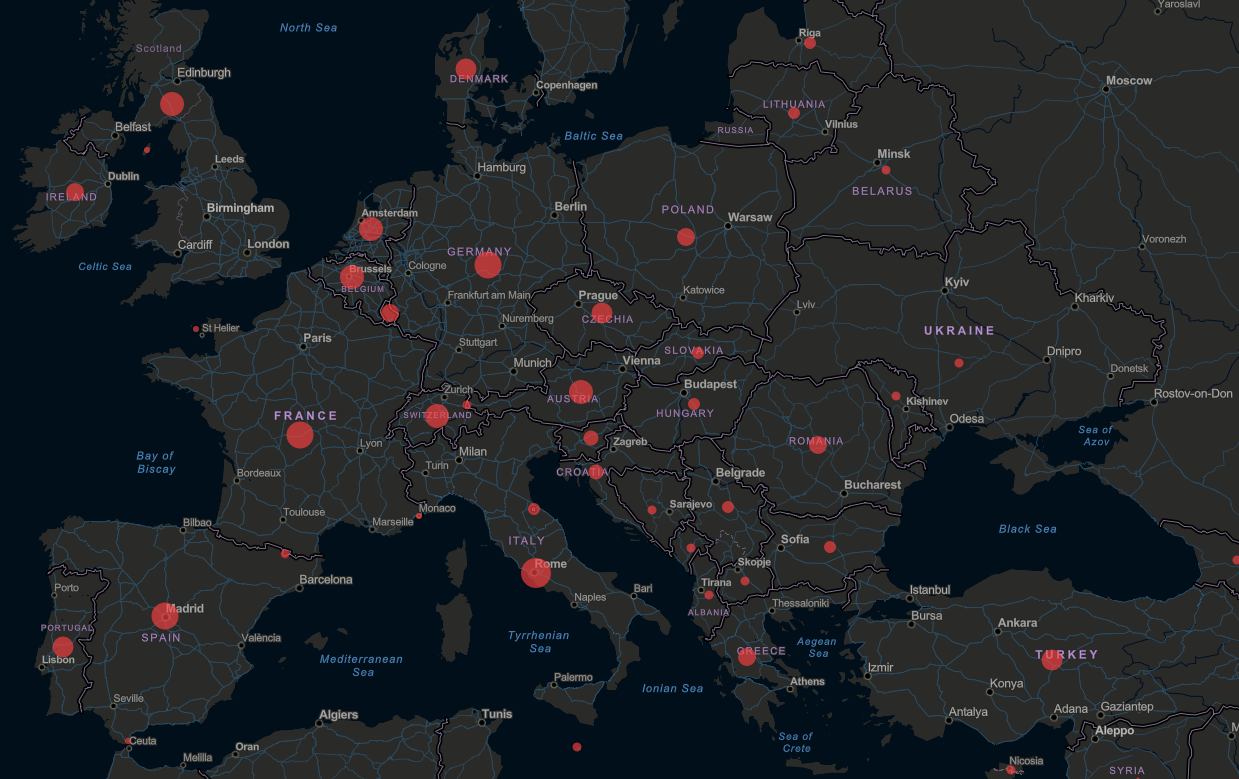 Yaroslavl
North Sea
Riga
Scotland
Edinburgh
DENMARK
Copenhagen
Moscow
LITHUANIA
Belfast
Vilnius
Baltic Sea
RUSSIA
Leeds
Minsk
Hamburg
Dublin
BELARUS
IRELAND
Birmingham
Berlin
Amsterdam
POLAND
Warsaw
Cardiff
London
Voronezh
GERMANY
Celtic Sea
Brussels
Cologne
BELGIUM
Kyiv
Frankfurt am Main
Prague
Katowice
Kharkiv
Lviv
Nuremberg
CZECHIA
St Helier
UKRAINE
Paris
Stuttgart
SLOVAKIA
Dnipro
Munich
Vienna
Donetsk
Zurich
Budapest
Rostov-on-Don
AUSTRIA
Kishinev
FRANCE
SWITZERLAND
HUNGARY
Odesa
Sea of
Azov
Lyon
Zagreb
ROMANIA
Bay of
Biscay
Milan
Turin
CROATIA
Bordeaux
Belgrade
Bucharest
Monaco
Sarajevo
Toulouse
Marseille
Bilbao
Black Sea
ITALY
Sofia
Rome
Skopje
Barcelona
Tirana
Porto
Bari
Istanbul
Naples
Thessaloniki
Madrid
ALBANIA
Bursa
Ankara
PORTUGAL
SPAIN
València
Tyrrhenian
Sea
Aegean
Sea
GREECE
TURKEY
Lisbon
Mediterranean
Sea
Izmir
Palermo
Ionian Sea
Athens
Konya
Seville
Algiers
Tunis
Antalya
Adana
Gaziantep
Ceuta
Oran
Sea of
Crete
Aleppo
M
Melilla
Nicosia
SYRIA